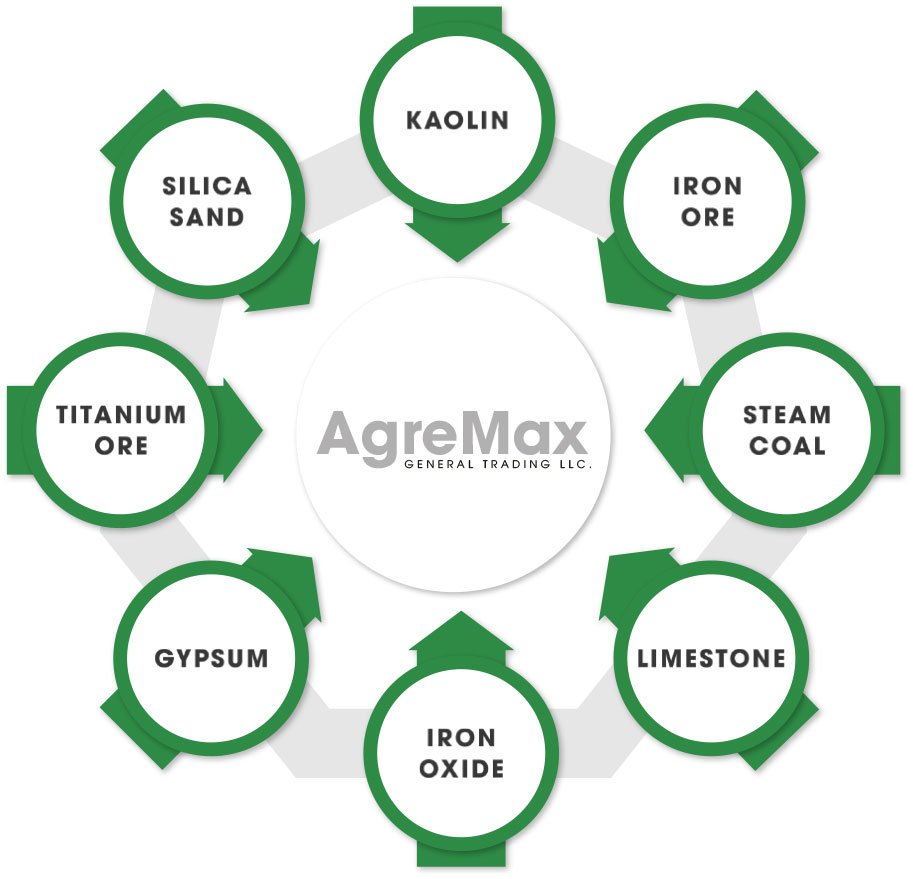 KAOLIN
SILICA
SAND
IRON
ORE
TITANIUM
ORE
AgreMax
GENERAL TRADING LLC.
STEAM
COAL
GYPSUM
LIMESTONE
IRON
OXIDE